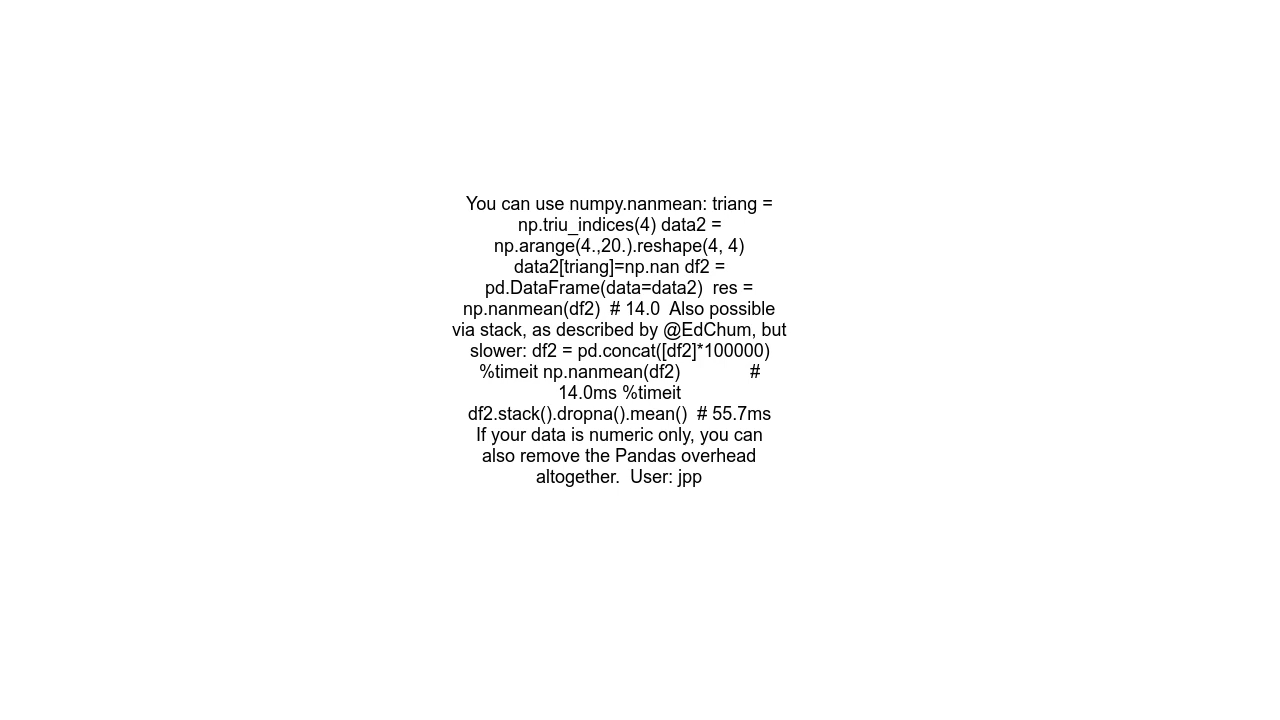 You can use numpy.nanmean: triang =
np.triu_indices(4) data2 =
np.arange(4.,20.).reshape(4, 4)
data2[triang]=np.nan df2 =
pd.DataFrame(data=data2)  res =
np.nanmean(df2)  # 14.0  Also possible
via stack, as described by @EdChum, but
slower: df2 = pd.concat([df2]*100000)
%timeit np.nanmean(df2)              #
14.0ms %timeit
df2.stack().dropna().mean()  # 55.7ms
If your data is numeric only, you can
also remove the Pandas overhead
altogether.  User: jpp